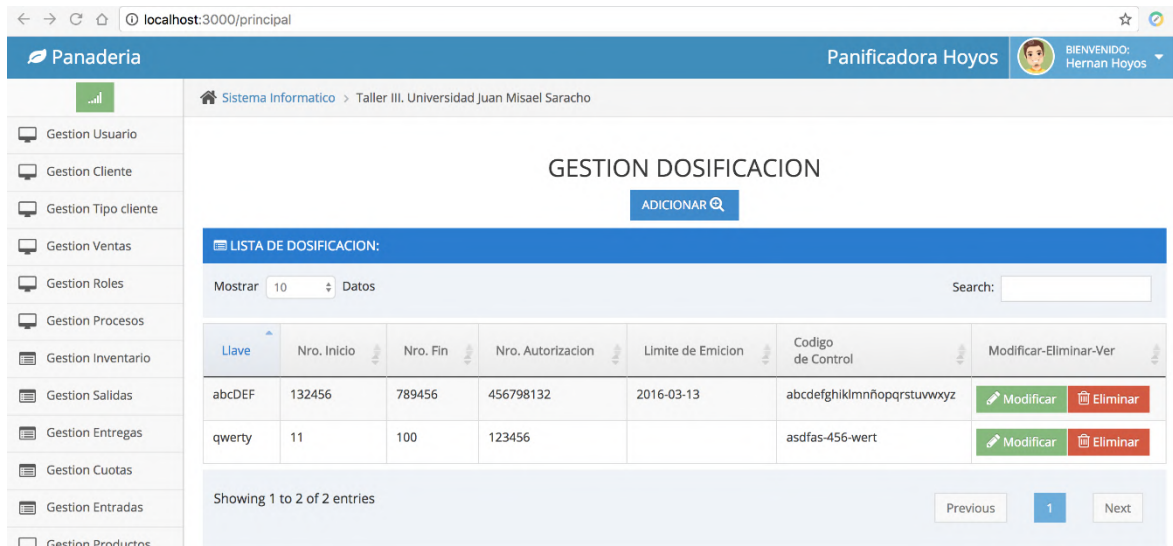 localhost:3000/principal
Panaderia
Panificadora Hoyos
BIENVENIDO:
Hernan Hoyos
Sistema Informatico > Taller III. Universidad Juan Misael Saracho
Gestion Usuario
Gestion Cliente
Gestion Tipo cliente
Gestion Ventas
Gestion Roles
Gestion Procesos
Gestion Inventario
Gestion Salidas
Gestion Entregas
Gestion Cuotas
Gestion Entradas
Gestion Productos
GESTION DOSIFICACION
ADICIONAR
LISTA DE DOSIFICACION:
Mostrar 10 Datos
Search:
Llave Nro. Inicio Nro. Fin Nro. Autorizacion Limite de Emicion Codigo de Control Modificar-Eliminar-Ver
abcDEF 132456 789456 456798132 2016-03-13 abcdefghiklmnñopqrstuvwxyz Modificar Eliminar
qwerty 11 100 123456 asdfas-456-wert Modificar Eliminar
Showing 1 to 2 of 2 entries
Previous 1 Next